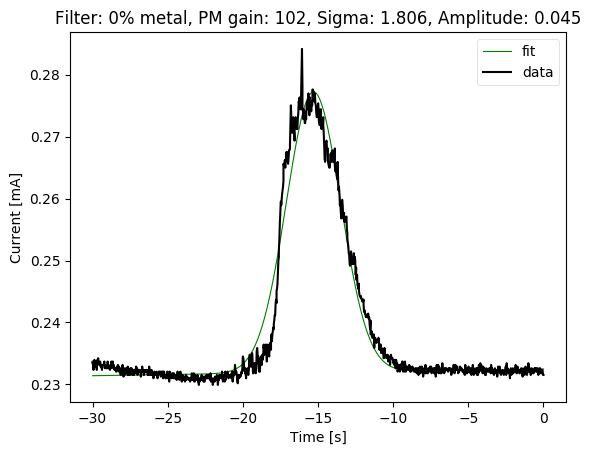 Filter: 0% metal, PM gain: 102, Sigma: 1.806, Amplitude: 0.045
fit
data
0.28
0.27
0.26
0.25
0.24
0.23
Current [mA]
−30
−25
−20
−15
−10
−5
0
Time [s]